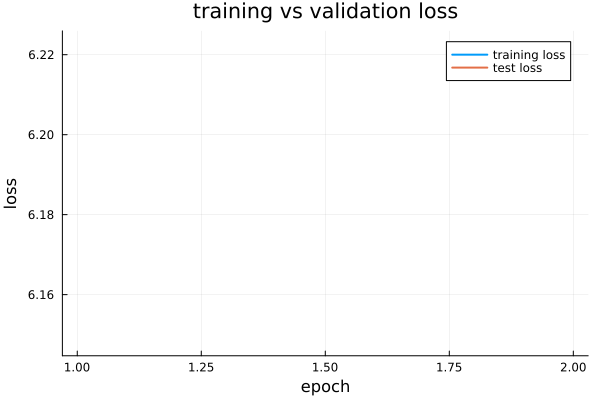 training vs validation loss
training loss
test loss
loss
6.22
6.20
6.18
6.16
1.00 1.25 1.50 1.75 2.00
epoch